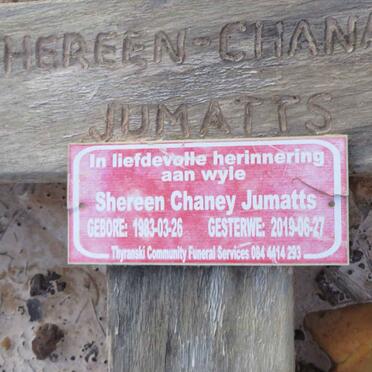 HEREEN-CHANA
JUMATTS
In liefdevolle herinnering
aan wyle
Shereen Chaney Jumatts
GEBORE: 1983-03-26 GESTERWE: 2019-06-27
Thyranski Community Funeral Services 084 4414 293